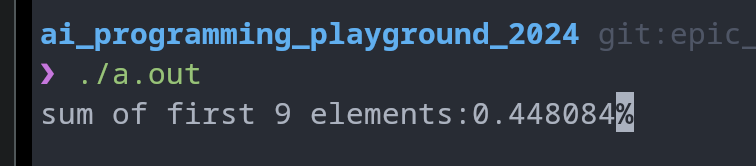 ai_programming_playground_2024 git:epic_
❯ ./a.out
sum of first 9 elements:0.448084%